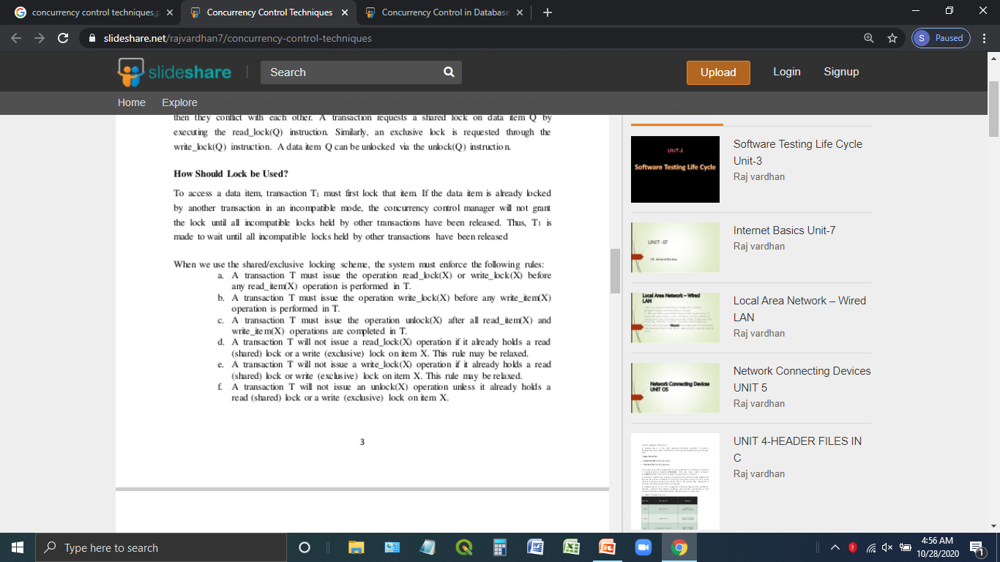 concurrency control techniques,p
Concurrency Control Techniques
Concurrency Control in Database
slideshare.net/rajvardhan7/concurrency-control-techniques
S Paused
slideshare
Search
Upload
Login
Signup
Home
Explore
then they conflict with each other. A transaction requests a shared lock on data item Q by
executing the read_lock(Q) instruction. Similarly, an exclusive lock is requested through the
write_lock(Q) instruction. A data item Q can be unlocked via the unlock(Q) instruction.
How Should Lock be Used?
To access a data item, transaction T1 must first lock that item. If the data item is already locked
by another transaction in an incompatible mode, the concurrency control manager will not grant
the lock until all incompatible locks held by other transactions have been released. Thus, T1 is
made to wait until all incompatible locks held by other transactions have been released
When we use the shared/exclusive locking scheme, the system must enforce the following rules:
a. A transaction T must issue the operation read_lock(X) or write_lock(X) before
any read_item(X) operation is performed in T.
b. A transaction T must issue the operation write_lock(X) before any write_item(X)
operation is performed in T.
c. A transaction T must issue the operation unlock(X) after all read_item(X) and
write_item(X) operations are completed in T.
d. A transaction T will not issue a read_lock(X) operation if it already holds a read
(shared) lock or a write (exclusive) lock on item X. This rule may be relaxed.
e. A transaction T will not issue a write_lock(X) operation if it already holds a read
(shared) lock or write (exclusive) lock on item X. This rule may be relaxed.
f. A transaction T will not issue an unlock(X) operation unless it already holds a
read (shared) lock or a write (exclusive) lock on item X.
3
UNIT-3
Software Testing Life Cycle
Software Testing Life Cycle
Unit-3
Raj vardhan
UNIT-07
Internet Basics Unit-7
Raj vardhan
Local Area Network – Wired
LAN
Local Area Network – Wired
LAN
Raj vardhan
Network Connecting Devices
UNIT 05
Network Connecting Devices
UNIT 5
Raj vardhan
UNIT 4-HEADER FILES IN
C
Raj vardhan
Type here to search
4:56 AM
10/28/2020
1